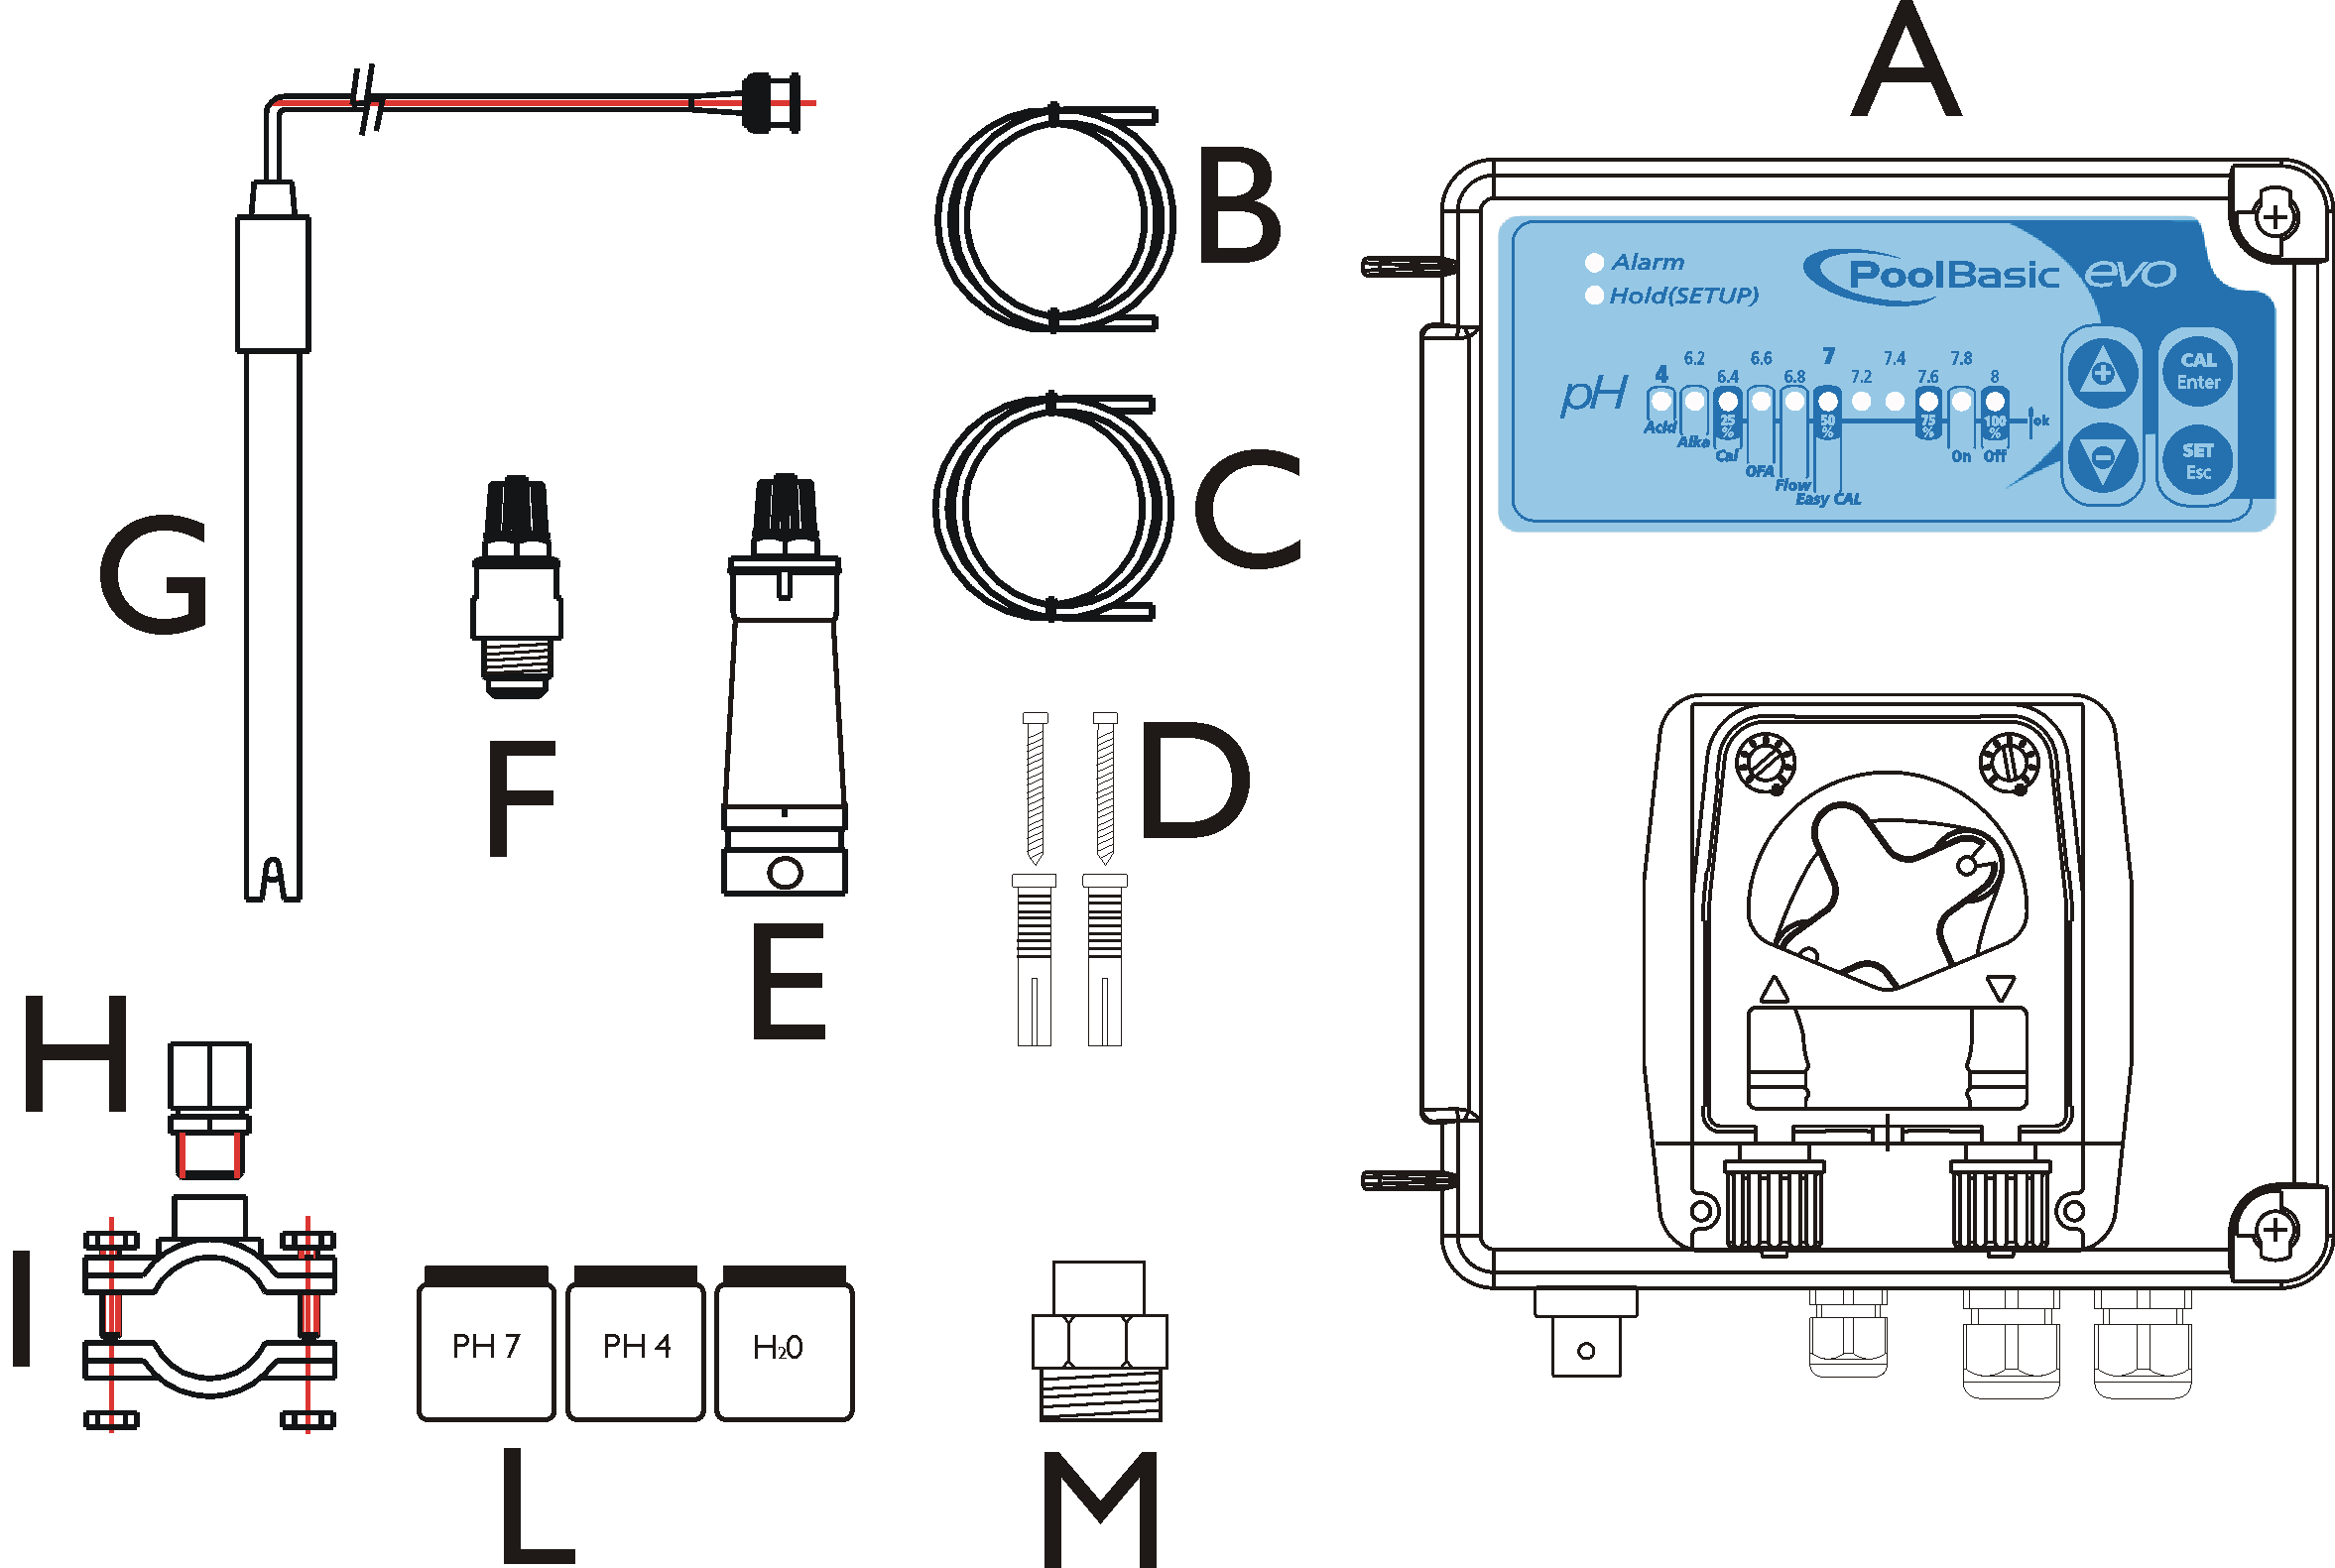 A
B
C
D
E
F
G
H
I
L
M
Alarm
Hold(SETUP)
PoolBasic evo
pH
4 6.2 6.4 6.6 6.8 7 7.2 7.4 7.6 7.8 8
25 % 50 % 75 % 100 % ok
Acid Alka Cal OFA Flow Easy CAL On Off
+
CAL
Enter
-
SET
Esc
PH 7
PH 4
H₂0